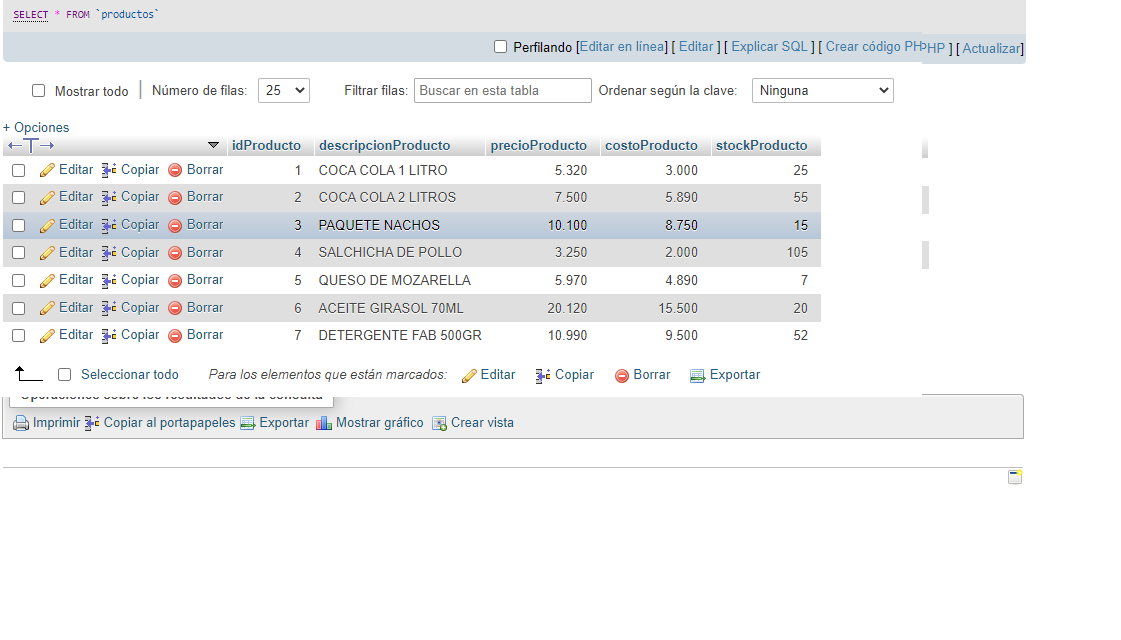 SELECT * FROM `productos`
Perfilando [Editar en línea] [ Editar ] [ Explicar SQL ] [ Crear código PHPHP ] [ Actualizar]
Mostrar todo | Número de filas: 25 Filtrar filas: Buscar en esta tabla Ordenar según la clave: Ninguna
+ Opciones
←T→ idProducto descripcionProducto precioProducto costoProducto stockProducto
Editar Copiar Borrar 1 COCA COLA 1 LITRO 5.320 3.000 25
Editar Copiar Borrar 2 COCA COLA 2 LITROS 7.500 5.890 55
Editar Copiar Borrar 3 PAQUETE NACHOS 10.100 8.750 15
Editar Copiar Borrar 4 SALCHICHA DE POLLO 3.250 2.000 105
Editar Copiar Borrar 5 QUESO DE MOZARELLA 5.970 4.890 7
Editar Copiar Borrar 6 ACEITE GIRASOL 70ML 20.120 15.500 20
Editar Copiar Borrar 7 DETERGENTE FAB 500GR 10.990 9.500 52
Seleccionar todo Para los elementos que están marcados: Editar Copiar Borrar Exportar
Operaciones sobre los resultados de la consulta
Imprimir Copiar al portapapeles Exportar Mostrar gráfico Crear vista